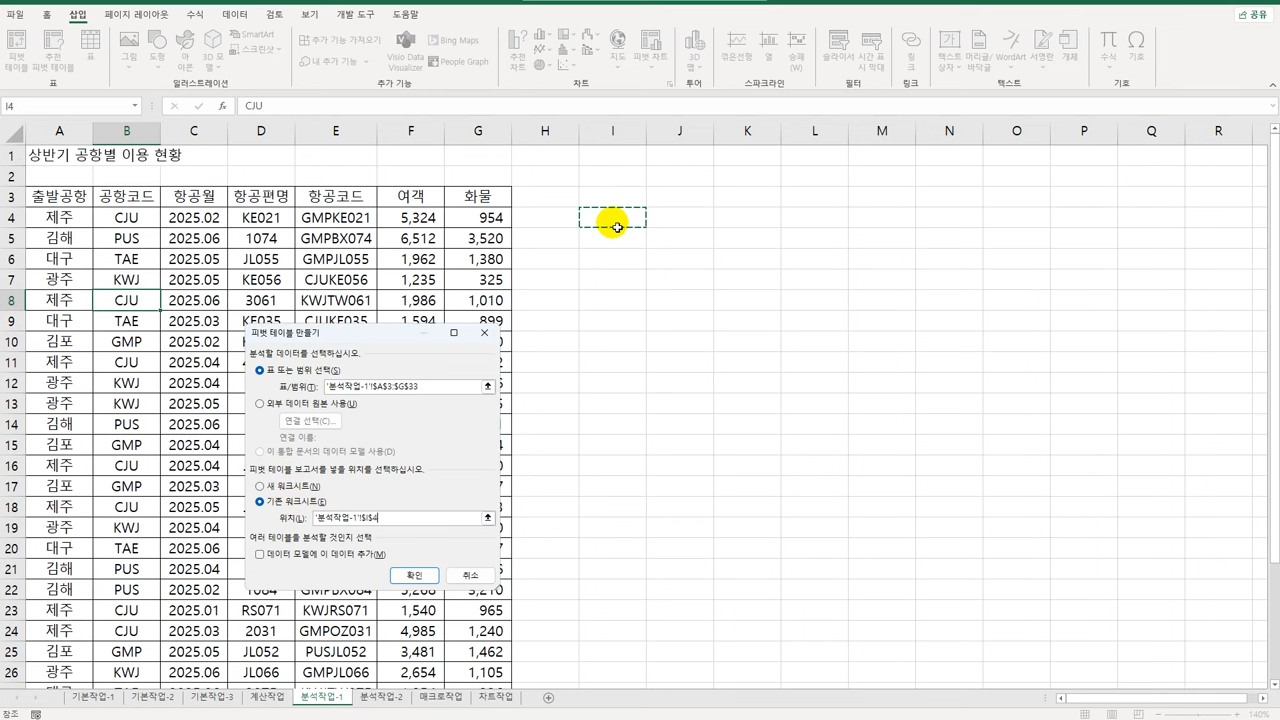 파일 홈 삽입 페이지 레이아웃 수식 데이터 검토 보기 개발 도구 도움말 공유
SmartArt
스크린샷
추가 기능 가져오기
내 추가 기능
Bing Maps
People Graph
피벗 테이블 추천 피벗 테이블 표 그림 도형 아이콘 3D 모델 Visio Data Visualizer 추천 차트 지도 피벗 차트 3D 맵 꺾은선형 열 승패 (W) 슬라이서 시간 표시 막대 링크 텍스트 상자 머리글/바닥글 WordArt 서명란 개체 수식 기호
표 일러스트레이션 추가 기능 차트 투어 스파크라인 필터 링크 텍스트 기호
I4 fx CJU
A B C D E F G H I J K L M N O P Q R
1 상반기 공항별 이용 현황
2
3 출발공항 공항코드 항공월 항공편명 항공코드 여객 화물
4 제주 CJU 2025.02 KE021 GMPKE021 5,324 954
5 김해 PUS 2025.06 1074 GMPBX074 6,512 3,520
6 대구 TAE 2025.05 JL055 GMPJL055 1,962 1,380
7 광주 KWJ 2025.05 KE056 CJUKE056 1,235 325
8 제주 CJU 2025.06 3061 KWJTW061 1,986 1,010
9 대구 TAE 2025.03 KE035 CJUKE035 1,594 899
10 김포 GMP 2025.02
11 제주 CJU 2025.04
12 광주 KWJ 2025.04
13 광주 KWJ 2025.05
14 김해 PUS 2025.06
15 김포 GMP 2025.04
16 제주 CJU 2025.04
17 김포 GMP 2025.03
18 제주 CJU 2025.05
19 광주 KWJ 2025.04
20 대구 TAE 2025.06
21 김해 PUS 2025.04
22 김해 PUS 2025.02 1084 GMPBX084 3,210
23 제주 CJU 2025.01 RS071 KWJRS071 1,540 965
24 제주 CJU 2025.03 2031 GMPOZ031 4,985 1,240
25 김포 GMP 2025.05 JL052 PUSJL052 3,481 1,462
26 광주 KWJ 2025.02 JL066 GMPJL066 2,654 1,105
피벗 테이블 만들기
분석할 데이터를 선택하십시오.
표 또는 범위 선택(S)
표/범위(T): '분석작업-1'!$A$3:$G$33
외부 데이터 원본 사용(U)
연결 선택(C)...
연결 이름:
이 통합 문서의 데이터 모델 사용(D)
피벗 테이블 보고서를 넣을 위치를 선택하십시오.
새 워크시트(N)
기존 워크시트(E)
위치(L): '분석작업-1'!$I$4
여러 테이블을 분석할 것인지 선택
데이터 모델에 이 데이터 추가(M)
확인 취소
기본작업-1 기본작업-2 기본작업-3 계산작업 분석작업-1 분석작업-2 매크로작업 차트작업
참조 140%